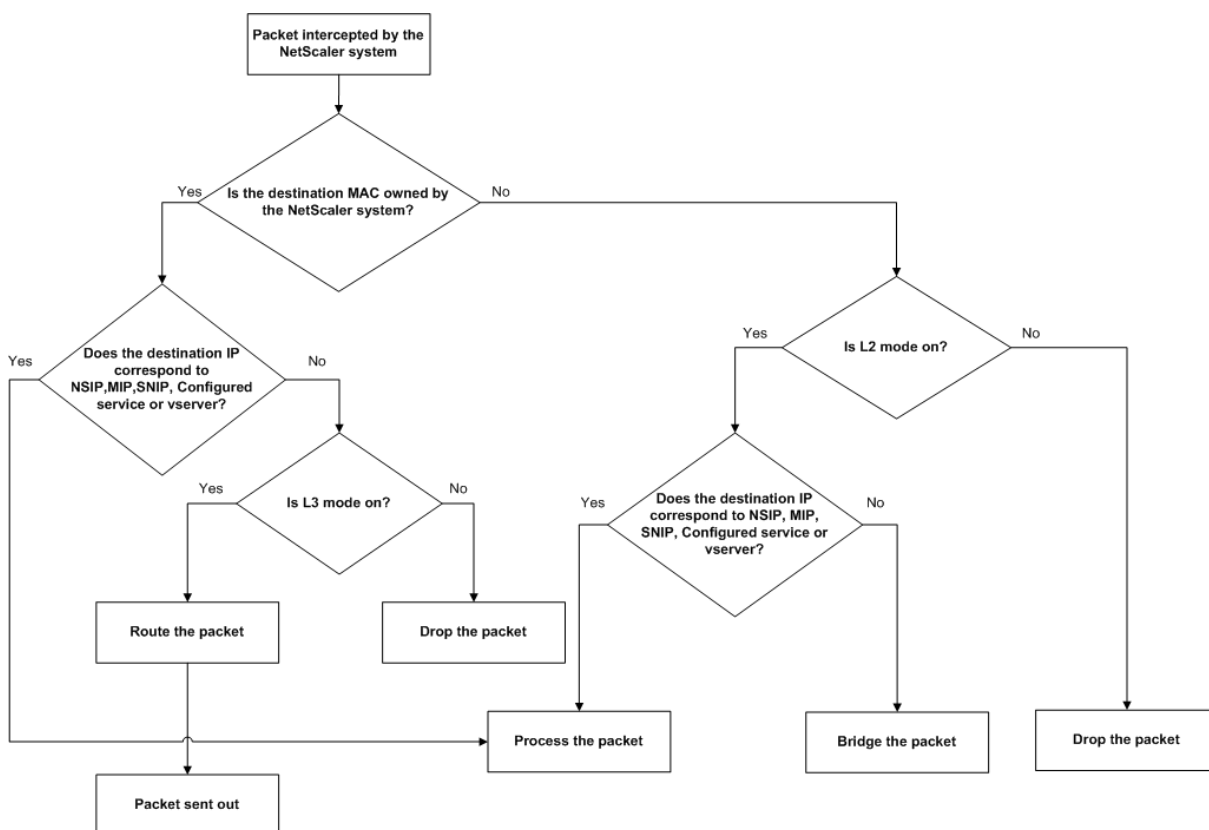 Packet intercepted by the
NetScaler system
Yes
Is the destination MAC owned by
the NetScaler system?
No
Yes
Does the destination IP
correspond to
NSIP,MIP,SNIP, Configured
service or vserver?
No
Yes
Is L2 mode on?
No
Yes
Is L3 mode on?
No
Yes
Does the destination IP
correspond to NSIP, MIP,
SNIP, Configured service or
vserver?
No
Route the packet
Drop the packet
Process the packet
Bridge the packet
Drop the packet
Packet sent out